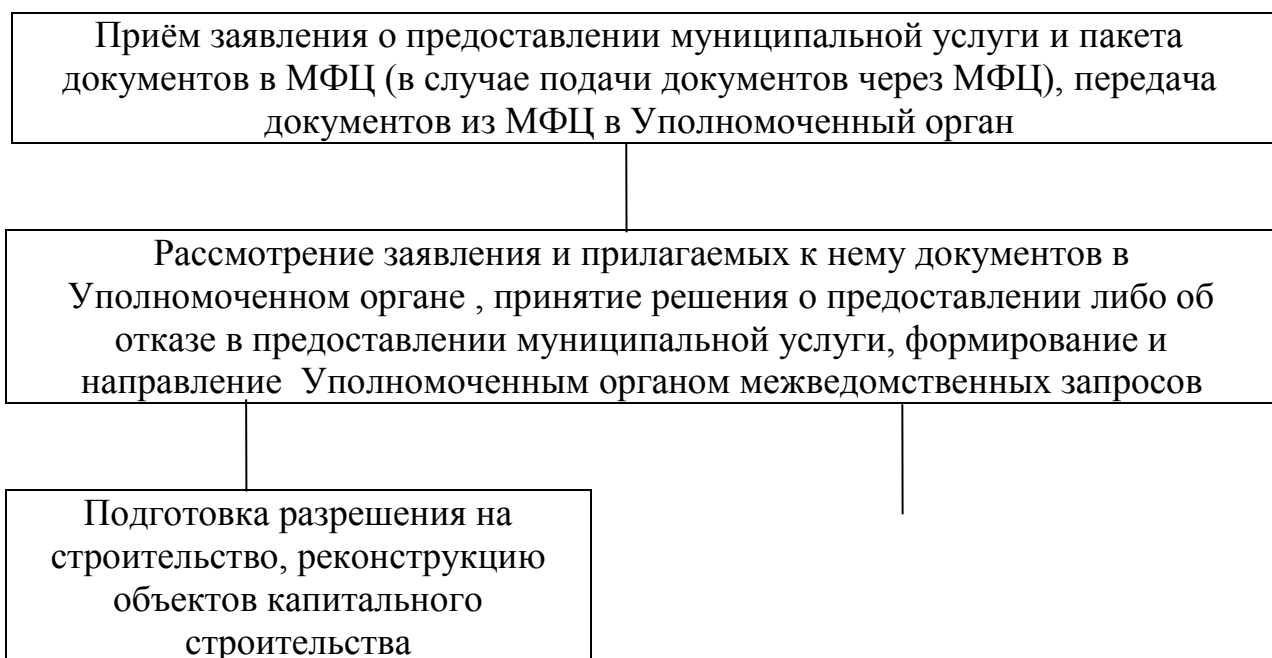 Приём заявления о предоставлении муниципальной услуги и пакета
документов в МФЦ (в случае подачи документов через МФЦ), передача
документов из МФЦ в Уполномоченный орган
Рассмотрение заявления и прилагаемых к нему документов в
Уполномоченном органе , принятие решения о предоставлении либо об
отказе в предоставлении муниципальной услуги, формирование и
направление Уполномоченным органом межведомственных запросов
Подготовка разрешения на
строительство, реконструкцию
объектов капитального
строительства